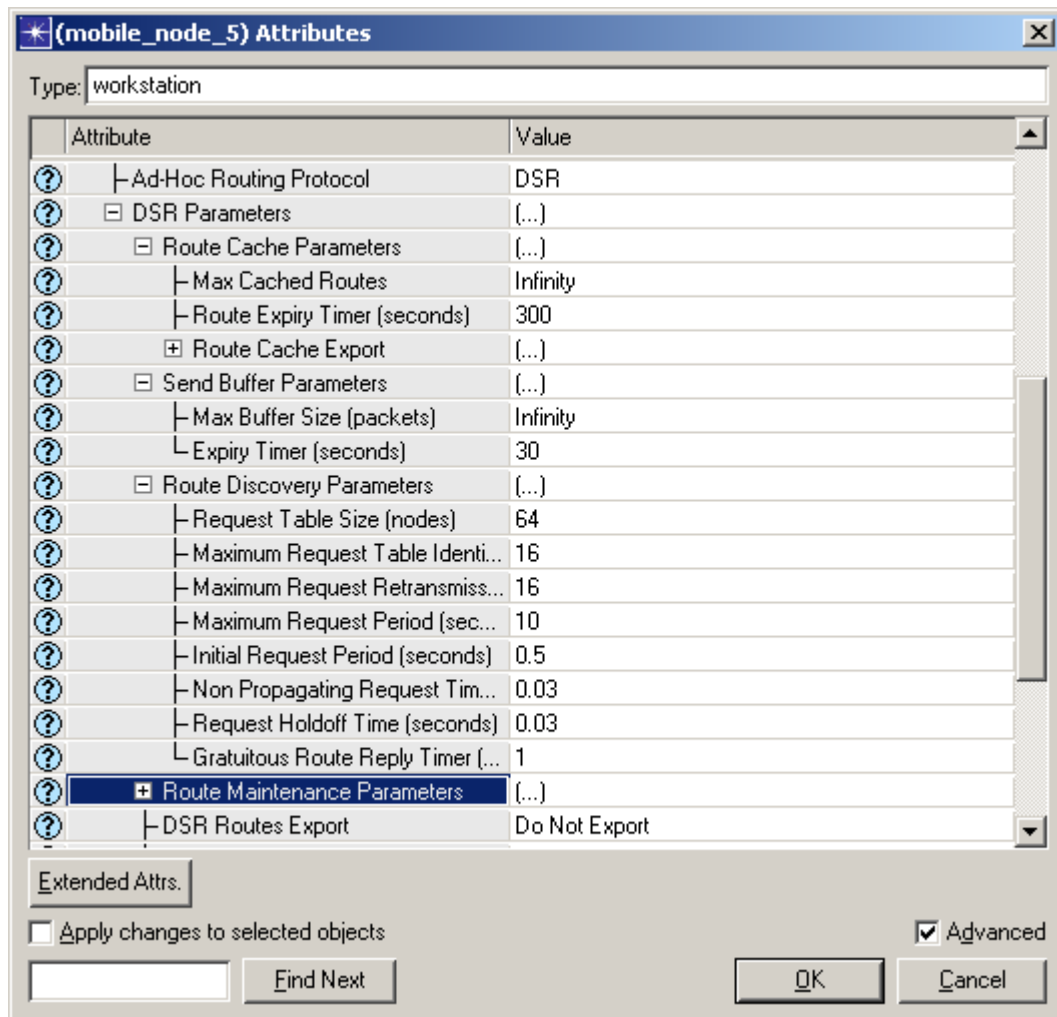 (mobile_node_5) Attributes
Type: workstation
Attribute Value
Ad-Hoc Routing Protocol DSR
DSR Parameters (...)
Route Cache Parameters (...)
Max Cached Routes Infinity
Route Expiry Timer (seconds) 300
Route Cache Export (...)
Send Buffer Parameters (...)
Max Buffer Size (packets) Infinity
Expiry Timer (seconds) 30
Route Discovery Parameters (...)
Request Table Size (nodes) 64
Maximum Request Table Identi... 16
Maximum Request Retransmiss... 16
Maximum Request Period (sec... 10
Initial Request Period (seconds) 0.5
Non Propagating Request Tim... 0.03
Request Holdoff Time (seconds) 0.03
Gratuitous Route Reply Timer (... 1
Route Maintenance Parameters (...)
DSR Routes Export Do Not Export
Extended Attrs.
Apply changes to selected objects Advanced
Find Next OK Cancel